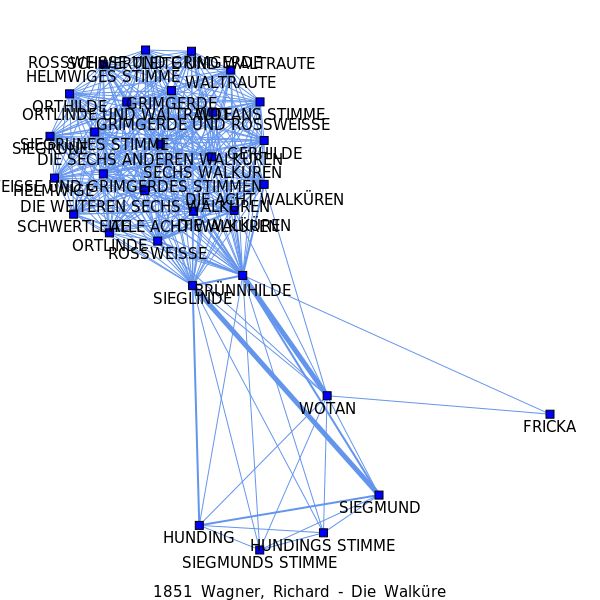 ROSSWEISSE UND GRIMGERDE
SCHWERTLEITE UND WALTRAUTE
HELMWIGES STIMME
WALTRAUTE
ORTHILDE
GRIMGERDE
ORTLINDE UND WALTRAUTE
WOTANS STIMME
GRIMGERDE UND ROSSWEISSE
SIEGRUNES STIMME
SIEGRUNE
GERHILDE
DIE SECHS ANDEREN WALKÜREN
SECHS WALKÜREN
EISSE UND GRIMGERDES STIMMEN
HELMWIGE
DIE ACHT WALKÜREN
DIE WEITEREN SECHS WALKÜREN
SCHWERTLEITE
ALLE ACHT WALKÜREN
DIE WALKÜREN
ORTLINDE
ROSSWEISSE
BRÜNNHILDE
SIEGLINDE
WOTAN
FRICKA
SIEGMUND
HUNDING
HUNDINGS STIMME
SIEGMUNDS STIMME
1851 Wagner, Richard - Die Walküre